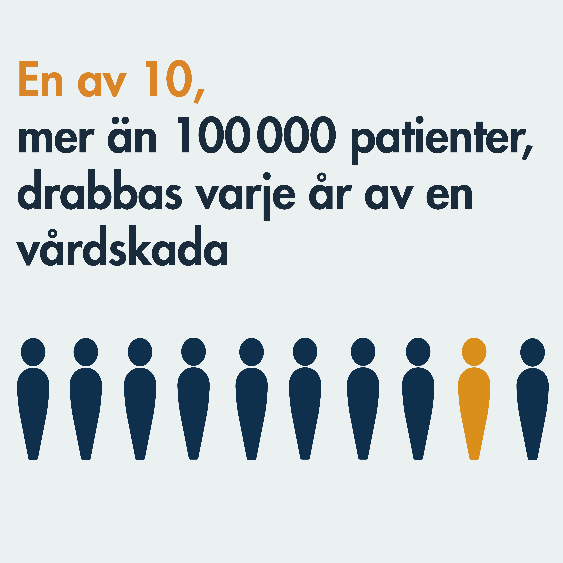 En av 10,
mer än 100 000 patienter,
drabbas varje år av en
vårdskada